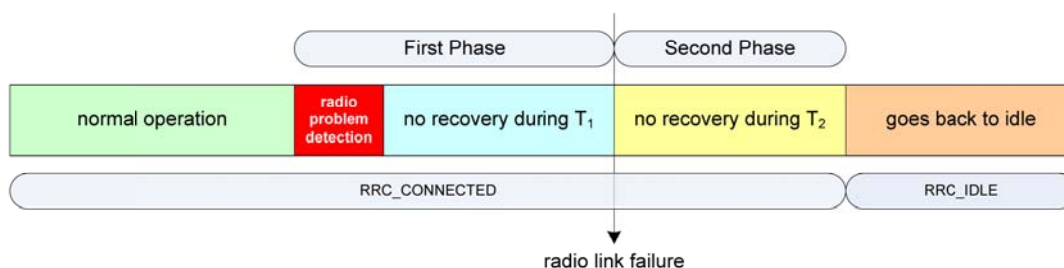 First Phase
Second Phase
normal operation
radio
problem
detection
no recovery during T₁
no recovery during T₂
goes back to idle
RRC_CONNECTED
RRC_IDLE
radio link failure